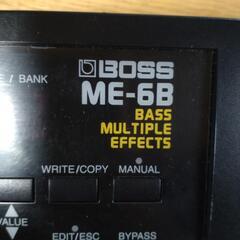 BOSS
E / BANK
ME-6B
BASS
MULTIPLE
EFFECTS
WRITE/COPY
MANUAL
VALUE
EDIT/ESC
BYPASS